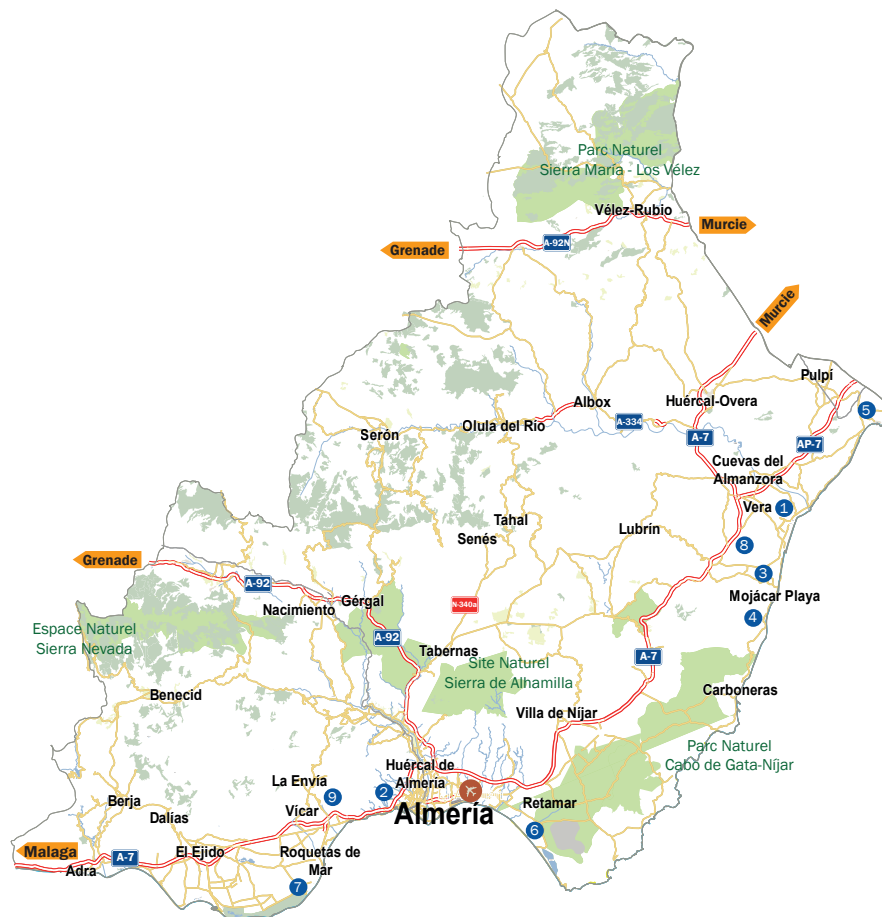 Parc Naturel
Sierra María - Los Vélez
Vélez-Rubio
Murcie
A-92N
Grenade
Murcie
Pulpí
Albox
Huércal-Overa
5
Olula del Río
A-334
Serón
A-7
AP-7
Cuevas del
Almanzora
Vera
1
Tahal
Lubrín
Senés
8
Grenade
3
A-92
Mojácar Playa
Gérgal
N-340a
Nacimiento
4
Espace Naturel
Sierra Nevada
A-92
Tabernas
A-7
Site Naturel
Sierra de Alhamilla
Benecid
Carboneras
Villa de Níjar
Parc Naturel
Cabo de Gata-Níjar
Huércal de
Almería
La Envía
9
2
Berja
Vícar
Almería
Retamar
Dalías
6
Malaga
A-7
El Ejido
Roquetas de
Mar
Adra
7